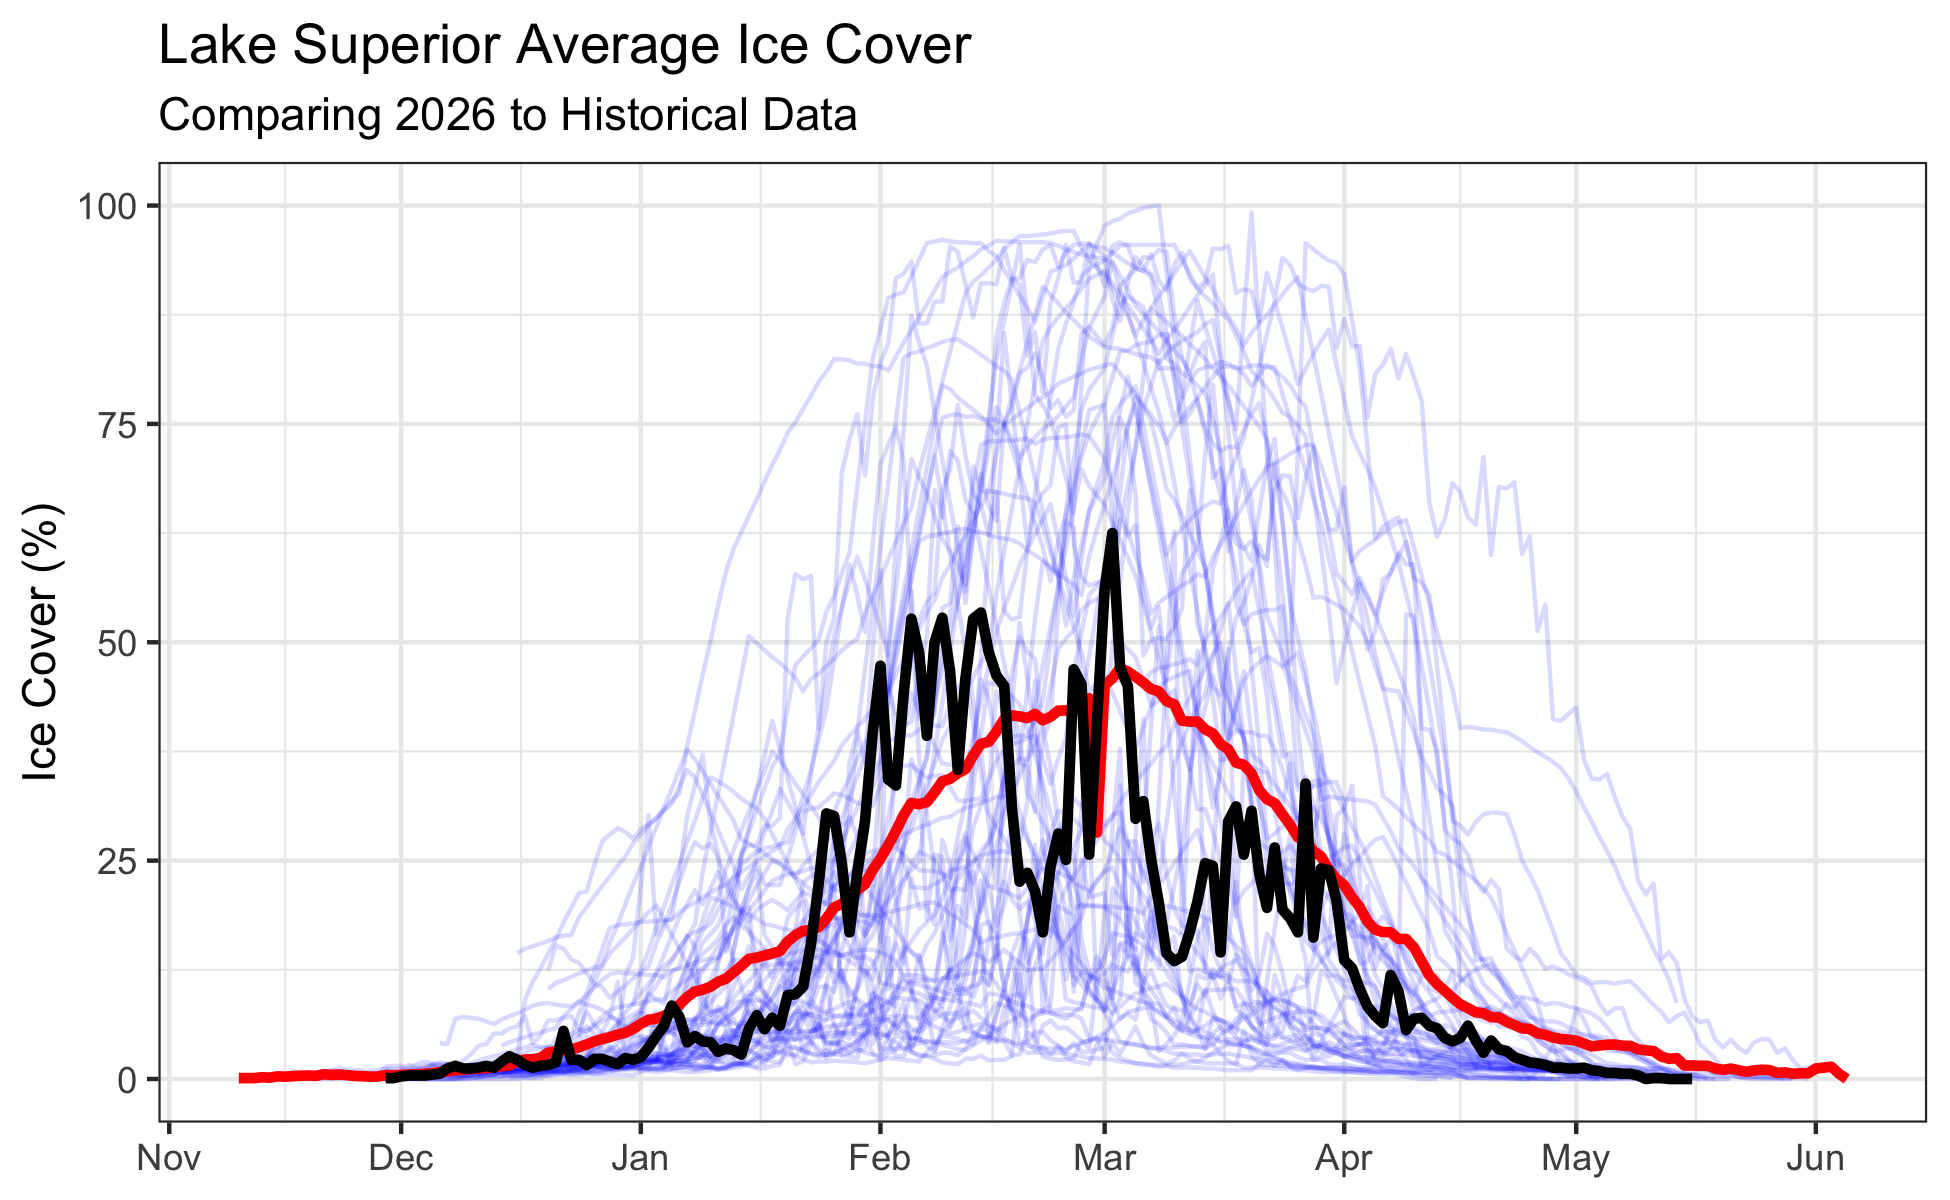 Lake Superior Average Ice Cover
Comparing 2026 to Historical Data
Ice Cover (%)
100
75
50
25
0
Nov Dec Jan Feb Mar Apr May Jun